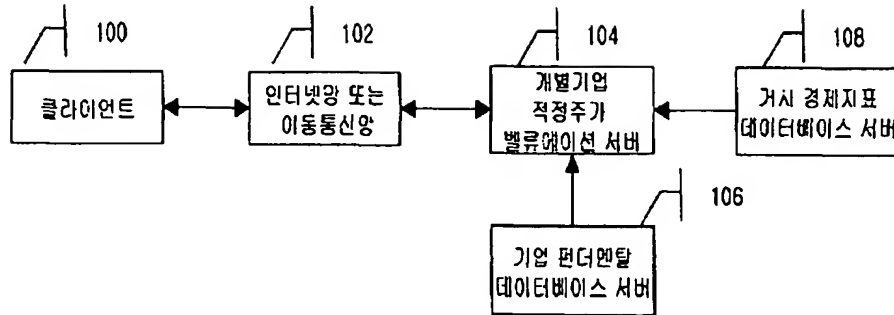 100
102
104
108
클라이언트
인터넷망 또는
이동통신망
개별기업
적정주가
밸류에이션 서버
거시 경제지표
데이터베이스 서버
106
기업 펀더멘탈
데이터베이스 서버